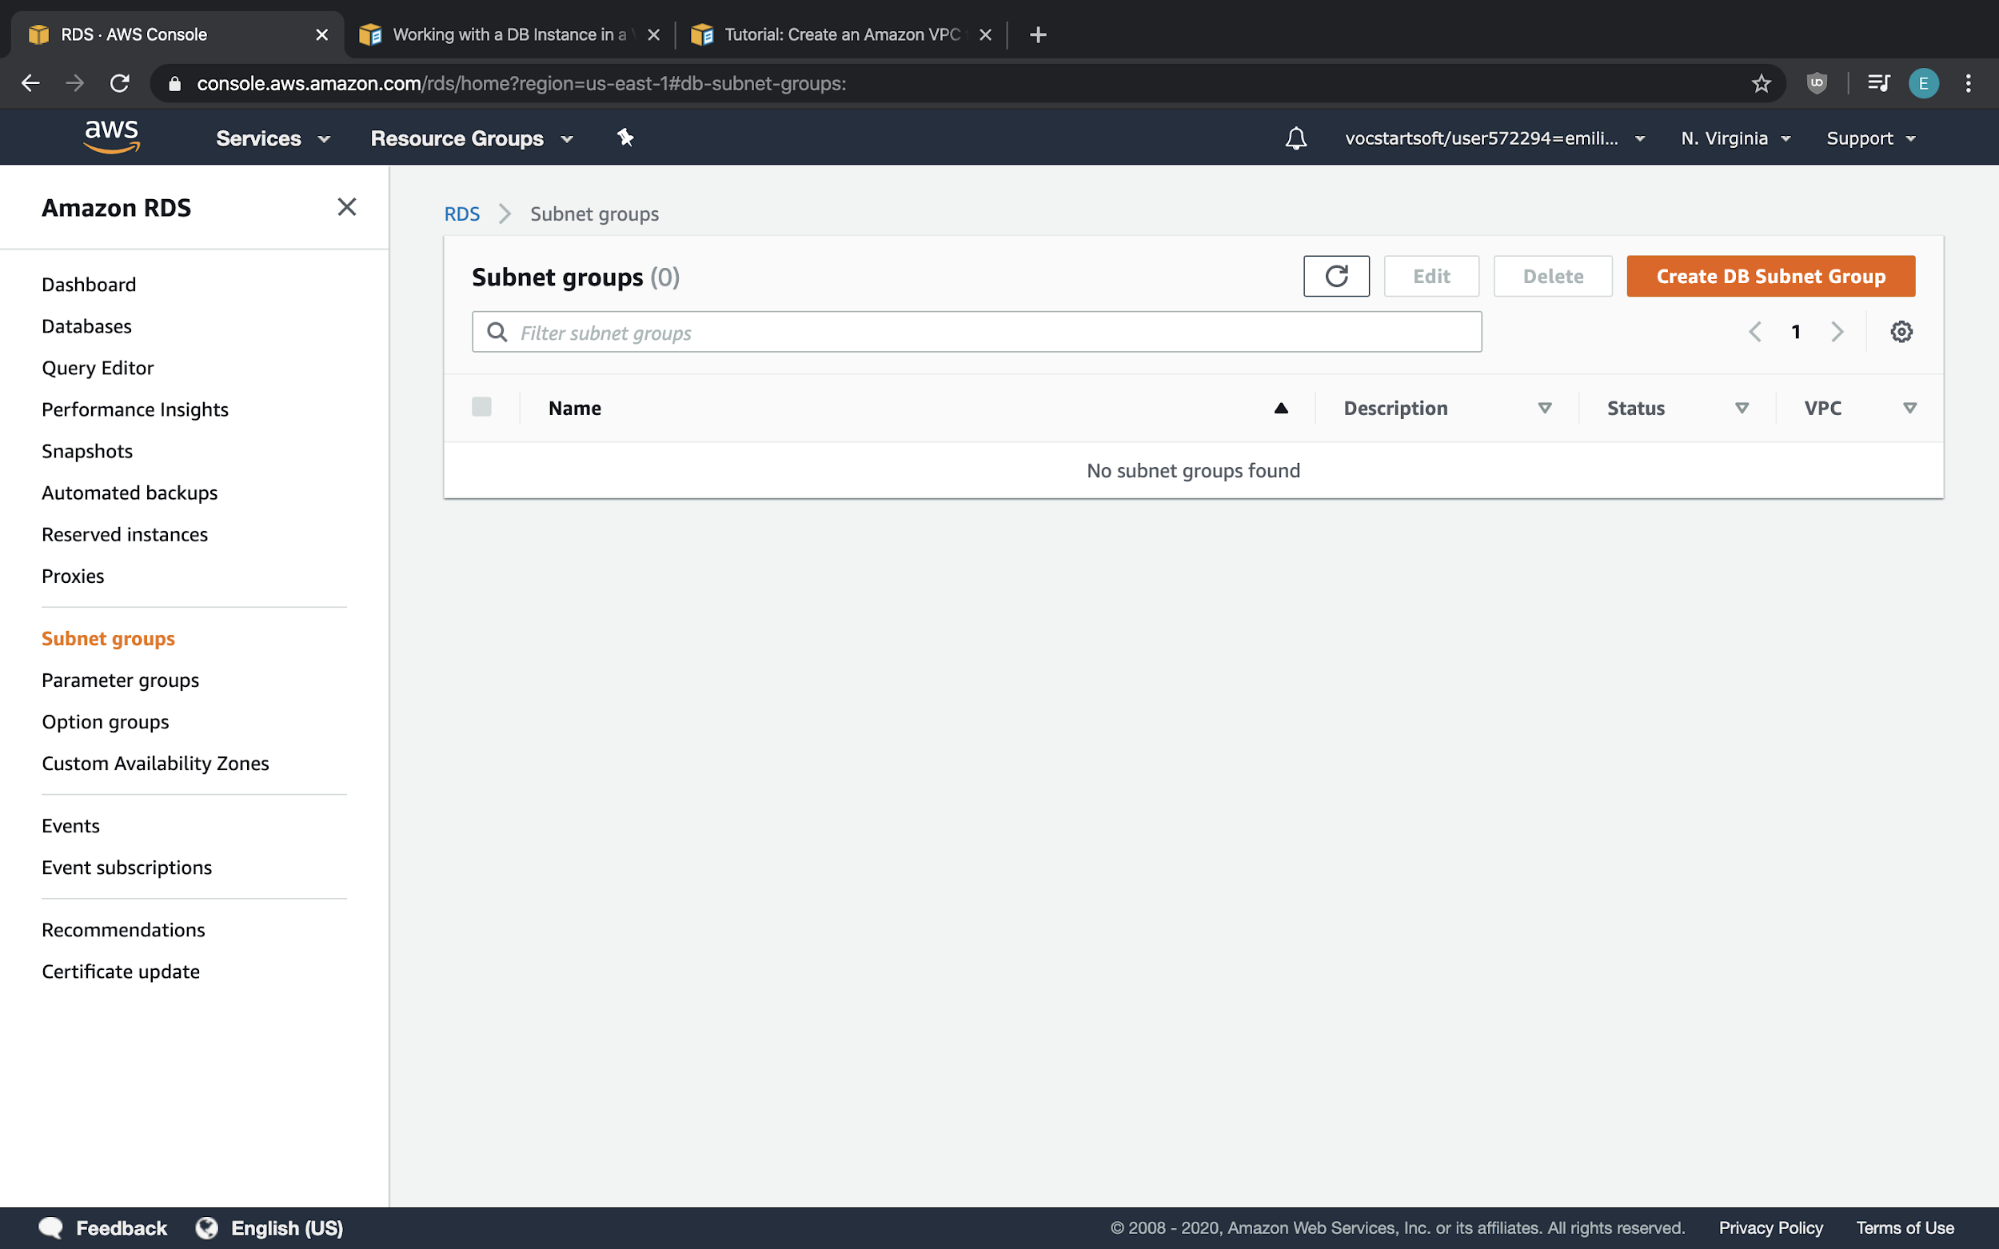 RDS · AWS Console
Working with a DB Instance in a
Tutorial: Create an Amazon VPC
console.aws.amazon.com/rds/home?region=us-east-1#db-subnet-groups:
E
aws
Services
Resource Groups
vocstartsoft/user572294=emili...
N. Virginia
Support
Amazon RDS
Dashboard
Databases
Query Editor
Performance Insights
Snapshots
Automated backups
Reserved instances
Proxies
Subnet groups
Parameter groups
Option groups
Custom Availability Zones
Events
Event subscriptions
Recommendations
Certificate update
RDS > Subnet groups
Subnet groups (0)
Edit
Delete
Create DB Subnet Group
Filter subnet groups
1
Name
Description
Status
VPC
No subnet groups found
Feedback
English (US)
© 2008 - 2020, Amazon Web Services, Inc. or its affiliates. All rights reserved.
Privacy Policy
Terms of Use